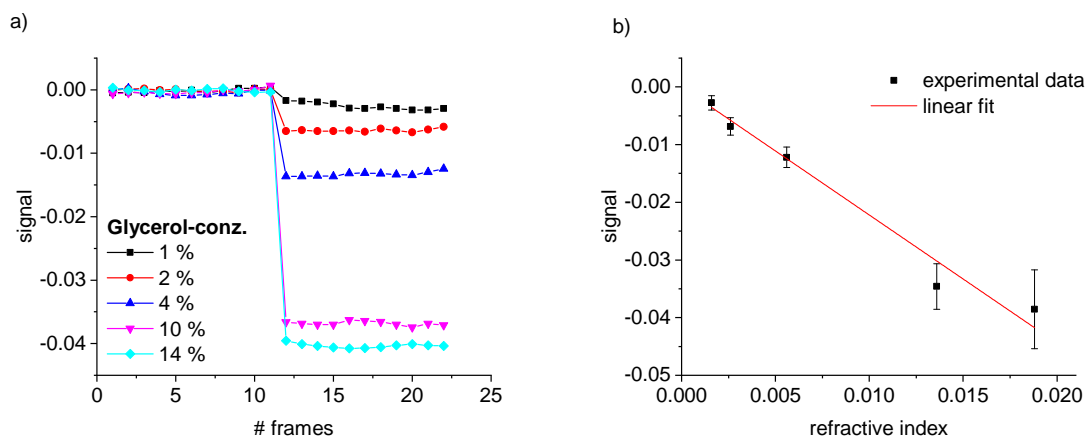 a)
0.00
-0.01
-0.02
-0.03
-0.04
signal
Glycerol-conz.
1 %
2 %
4 %
10 %
14 %
0 5 10 15 20 25
# frames
b)
experimental data
linear fit
0.00
-0.01
-0.02
-0.03
-0.04
-0.05
signal
0.000 0.005 0.010 0.015 0.020
refractive index